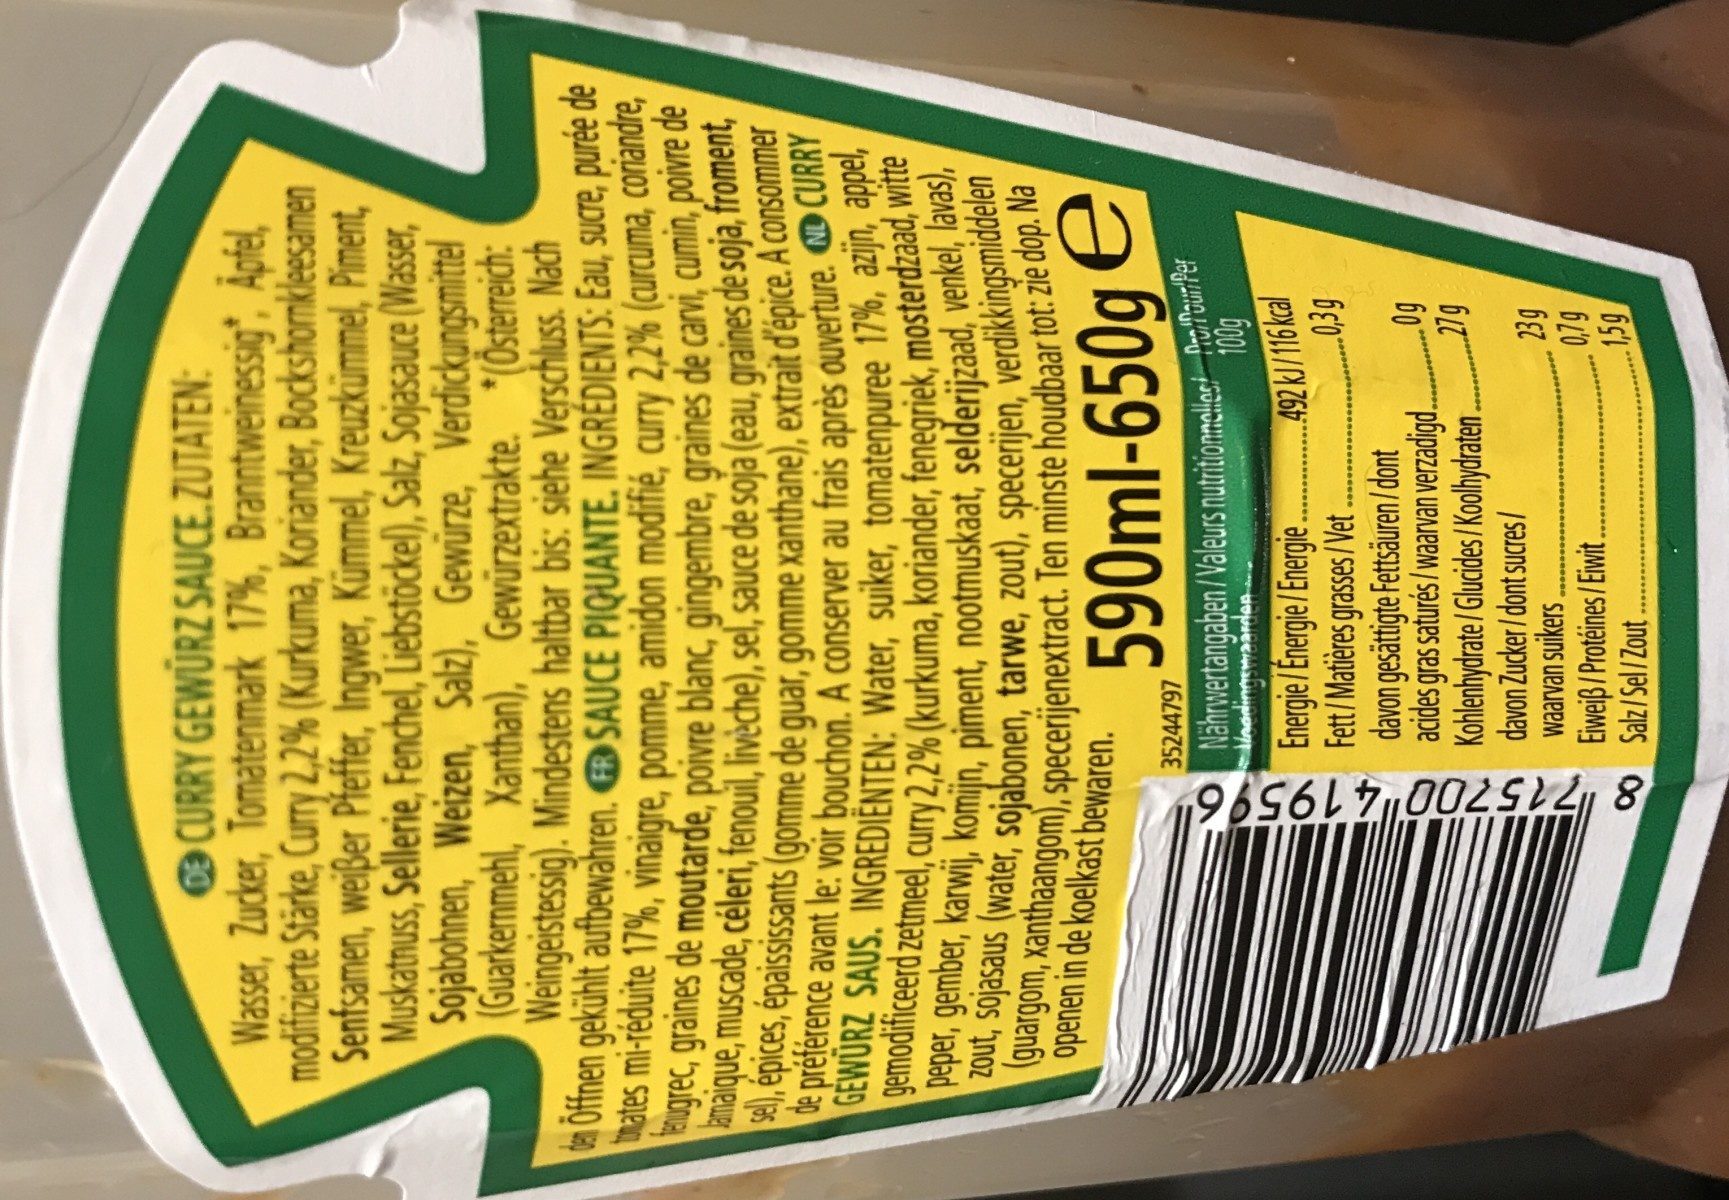 DE CURRY GEWÜRZ SAUCE. ZUTATEN:
Wasser, Zucker, Tomatenmark 17%, Branntweinessig*, Äpfel,
modifizierte Stärke, Curry 2,2% (Kurkuma, Koriander, Bockshornkleesamen
Senfsamen, weißer Pfeffer, Ingwer, Kümmel, Kreuzkümmel, Piment,
Muskatnuss, Sellerie, Fenchel, Liebstöckel), Salz, Sojasauce (Wasser,
Sojabohnen, Weizen, Salz), Gewürze, Verdickungsmittel
(Guarkernmehl, Xanthan), Gewürzextrakte. *(Österreich:
Weingeistessig). Mindestens haltbar bis: siehe Verschluss. Nach
den Öffnen gekühlt aufbewahren. FR SAUCE PIQUANTE. INGRÉDIENTS: Eau, sucre, purée de
tomates mi-réduite 17%, vinaigre, pomme, amidon modifié, curry 2,2% (curcuma, coriandre,
fenugrec, graines de moutarde, poivre blanc, gingembre, graines de carvi, cumin, poivre de
Jamaïque, muscade, céleri, fenouil, livèche), sel, sauce de soja (eau, graines de soja, froment,
sel), épices, épaississants (gomme de guar, gomme xanthane), extrait d'épice. A consommer
de préférence avant le: voir bouchon. A conserver au frais après ouverture. NL CURRY
GEWÜRZ SAUS. INGREDIËNTEN: Water, suiker, tomatenpuree 17%, azijn, appel,
gemodificeerd zetmeel, curry 2,2% (kurkuma, koriander, fenegriek, mosterdzaad, witte
peper, gember, karwij, komijn, piment, nootmuskaat, selderijzaad, venkel, lavas),
zout, sojasaus (water, sojabonen, tarwe, zout), specerijen, verdikkingsmiddelen
(guargom, xanthaangom), specerijenextract. Ten minste houdbaar tot: zie dop. Na
openen in de koelkast bewaren.
590ml-650g e
35244797
Nährwertangaben / Valeurs nutritionnelles/ Pro/Pour/Per
Voedingswaarden 100g
Energie / Énergie / Energie 492 kJ / 116 kcal
Fett / Matières grasses / Vet 0,3 g
davon gesättigte Fettsäuren / dont
acides gras saturés / waarvan verzadigd 0 g
Kohlenhydrate / Glucides / Koolhydraten 27 g
davon Zucker / dont sucres /
waarvan suikers 23 g
Eiweiß / Protéines / Eiwit 0,7 g
Salz / Sel / Zout 1,5 g
8 715700 419596